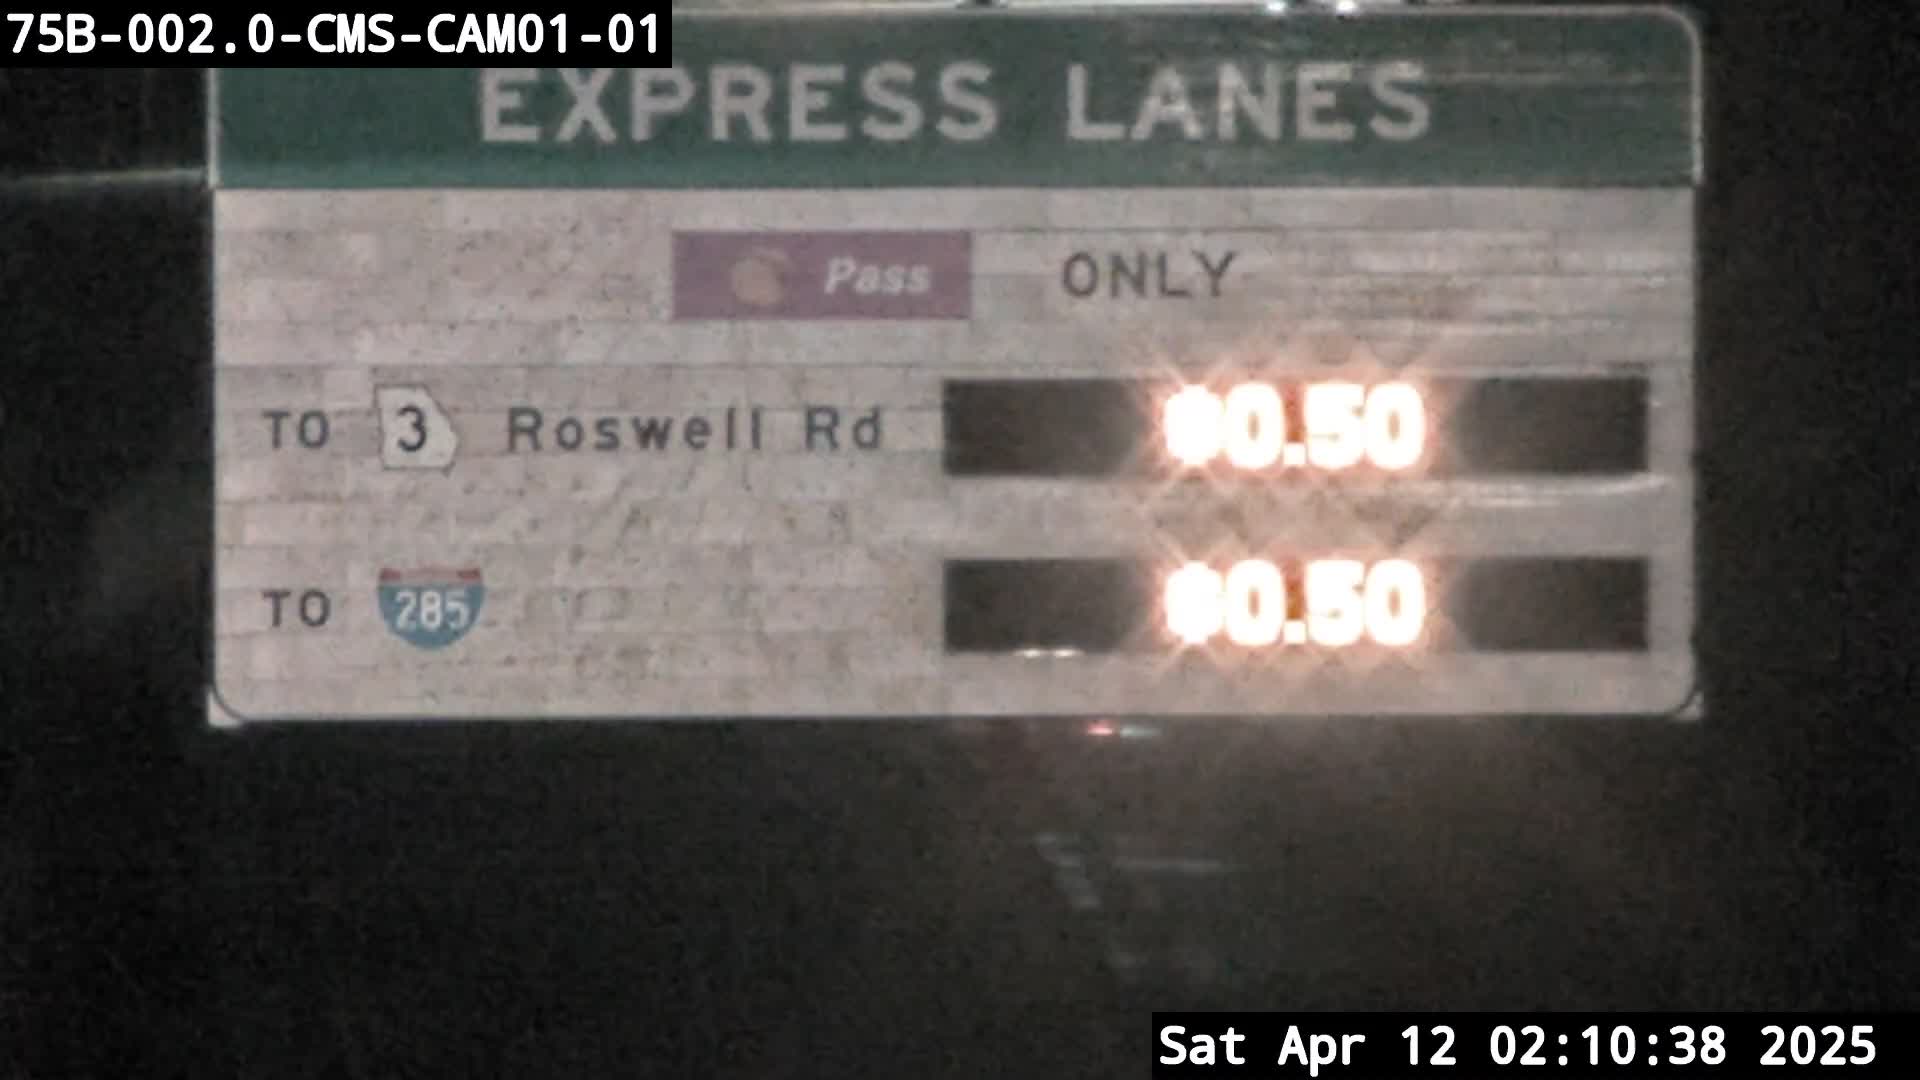 75B-002.0-CMS-CAM01-01
EXPRESS LANES
Pass ONLY
TO 3 Roswell Rd $0.50
TO 285 $0.50
Sat Apr 12 02:10:38 2025